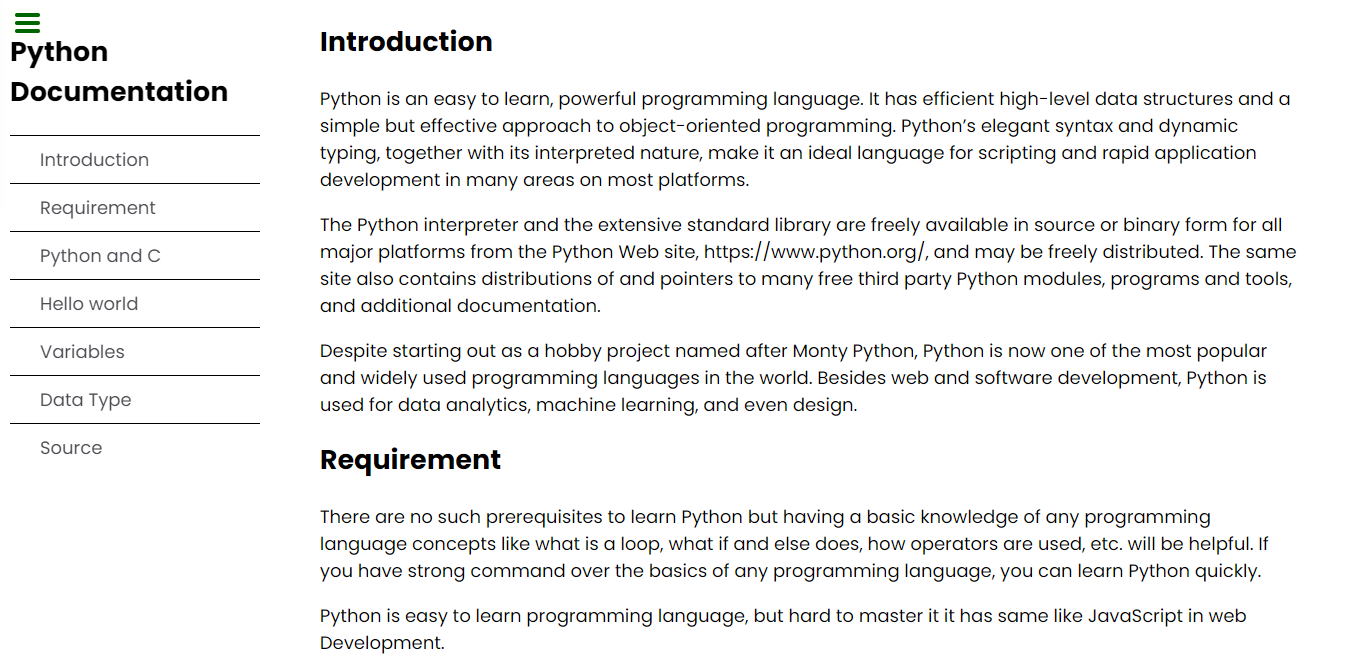 Python
Documentation
Introduction
Requirement
Python and C
Hello world
Variables
Data Type
Source
Introduction
Python is an easy to learn, powerful programming language. It has efficient high-level data structures and a
simple but effective approach to object-oriented programming. Python’s elegant syntax and dynamic
typing, together with its interpreted nature, make it an ideal language for scripting and rapid application
development in many areas on most platforms.
The Python interpreter and the extensive standard library are freely available in source or binary form for all
major platforms from the Python Web site, https://www.python.org/, and may be freely distributed. The same
site also contains distributions of and pointers to many free third party Python modules, programs and tools,
and additional documentation.
Despite starting out as a hobby project named after Monty Python, Python is now one of the most popular
and widely used programming languages in the world. Besides web and software development, Python is
used for data analytics, machine learning, and even design.
Requirement
There are no such prerequisites to learn Python but having a basic knowledge of any programming
language concepts like what is a loop, what if and else does, how operators are used, etc. will be helpful. If
you have strong command over the basics of any programming language, you can learn Python quickly.
Python is easy to learn programming language, but hard to master it it has same like JavaScript in web
Development.